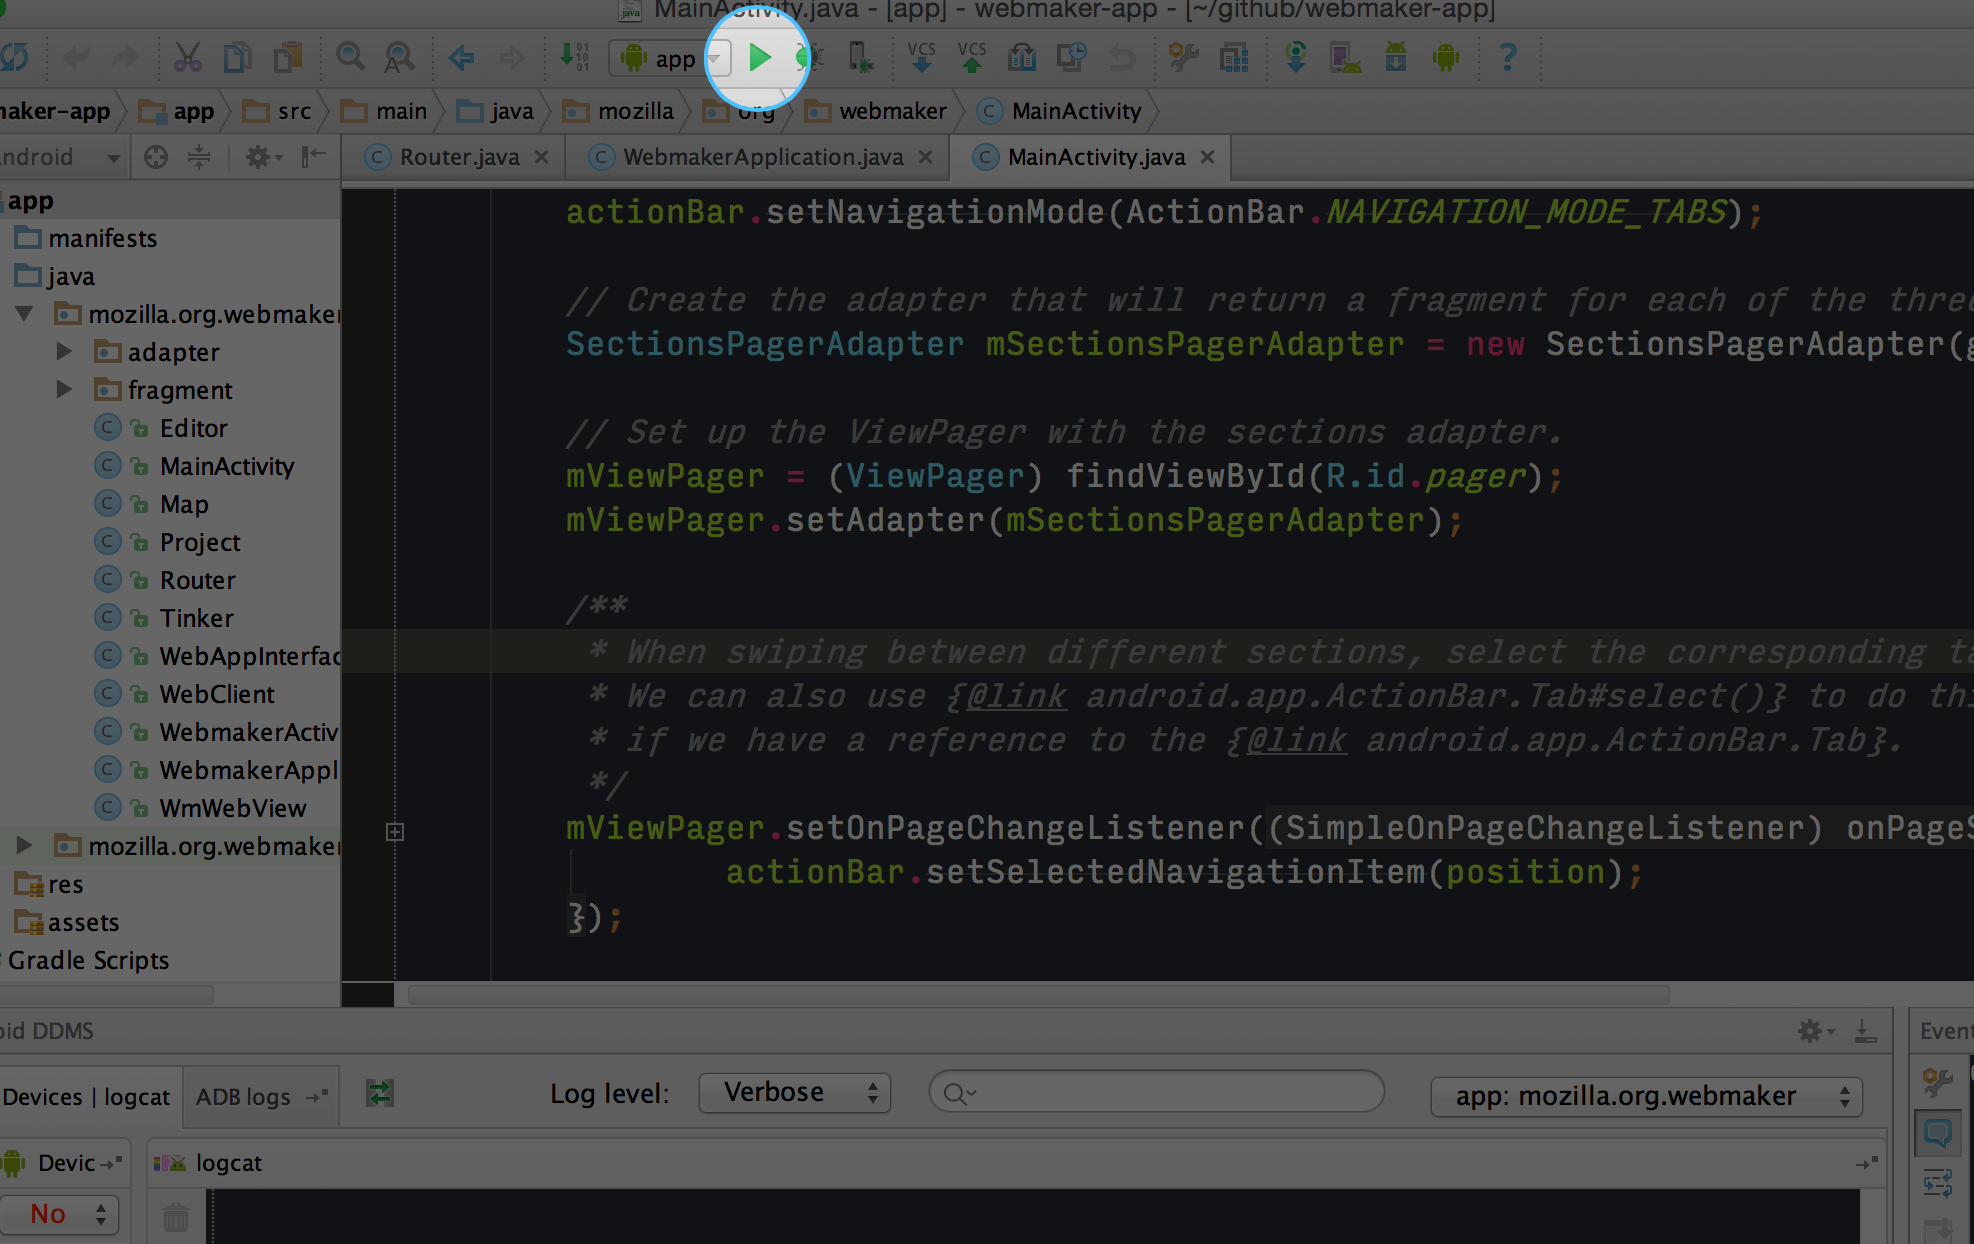 MainActivity.java - [app] - webmaker-app - [~/github/webmaker-app]
app VCS VCS ?
maker-app app src main java mozilla org webmaker MainActivity
ndroid Router.java WebmakerApplication.java MainActivity.java
app
manifests
java
mozilla.org.webmaker
adapter
fragment
Editor
MainActivity
Map
Project
Router
Tinker
WebAppInterfac
WebClient
WebmakerActiv
WebmakerAppl
WmWebView
mozilla.org.webmaker
res
assets
Gradle Scripts
actionBar.setNavigationMode(ActionBar.NAVIGATION_MODE_TABS);
// Create the adapter that will return a fragment for each of the three
SectionsPagerAdapter mSectionsPagerAdapter = new SectionsPagerAdapter(g
// Set up the ViewPager with the sections adapter.
mViewPager = (ViewPager) findViewById(R.id.pager);
mViewPager.setAdapter(mSectionsPagerAdapter);
/**
* When swiping between different sections, select the corresponding ta
* We can also use {@link android.app.ActionBar.Tab#select()} to do thi
* if we have a reference to the {@link android.app.ActionBar.Tab}.
*/
mViewPager.setOnPageChangeListener((SimpleOnPageChangeListener) onPageS
actionBar.setSelectedNavigationItem(position);
});
oid DDMS Event
Devices | logcat ADB logs Log level: Verbose app: mozilla.org.webmaker
Devic logcat
No